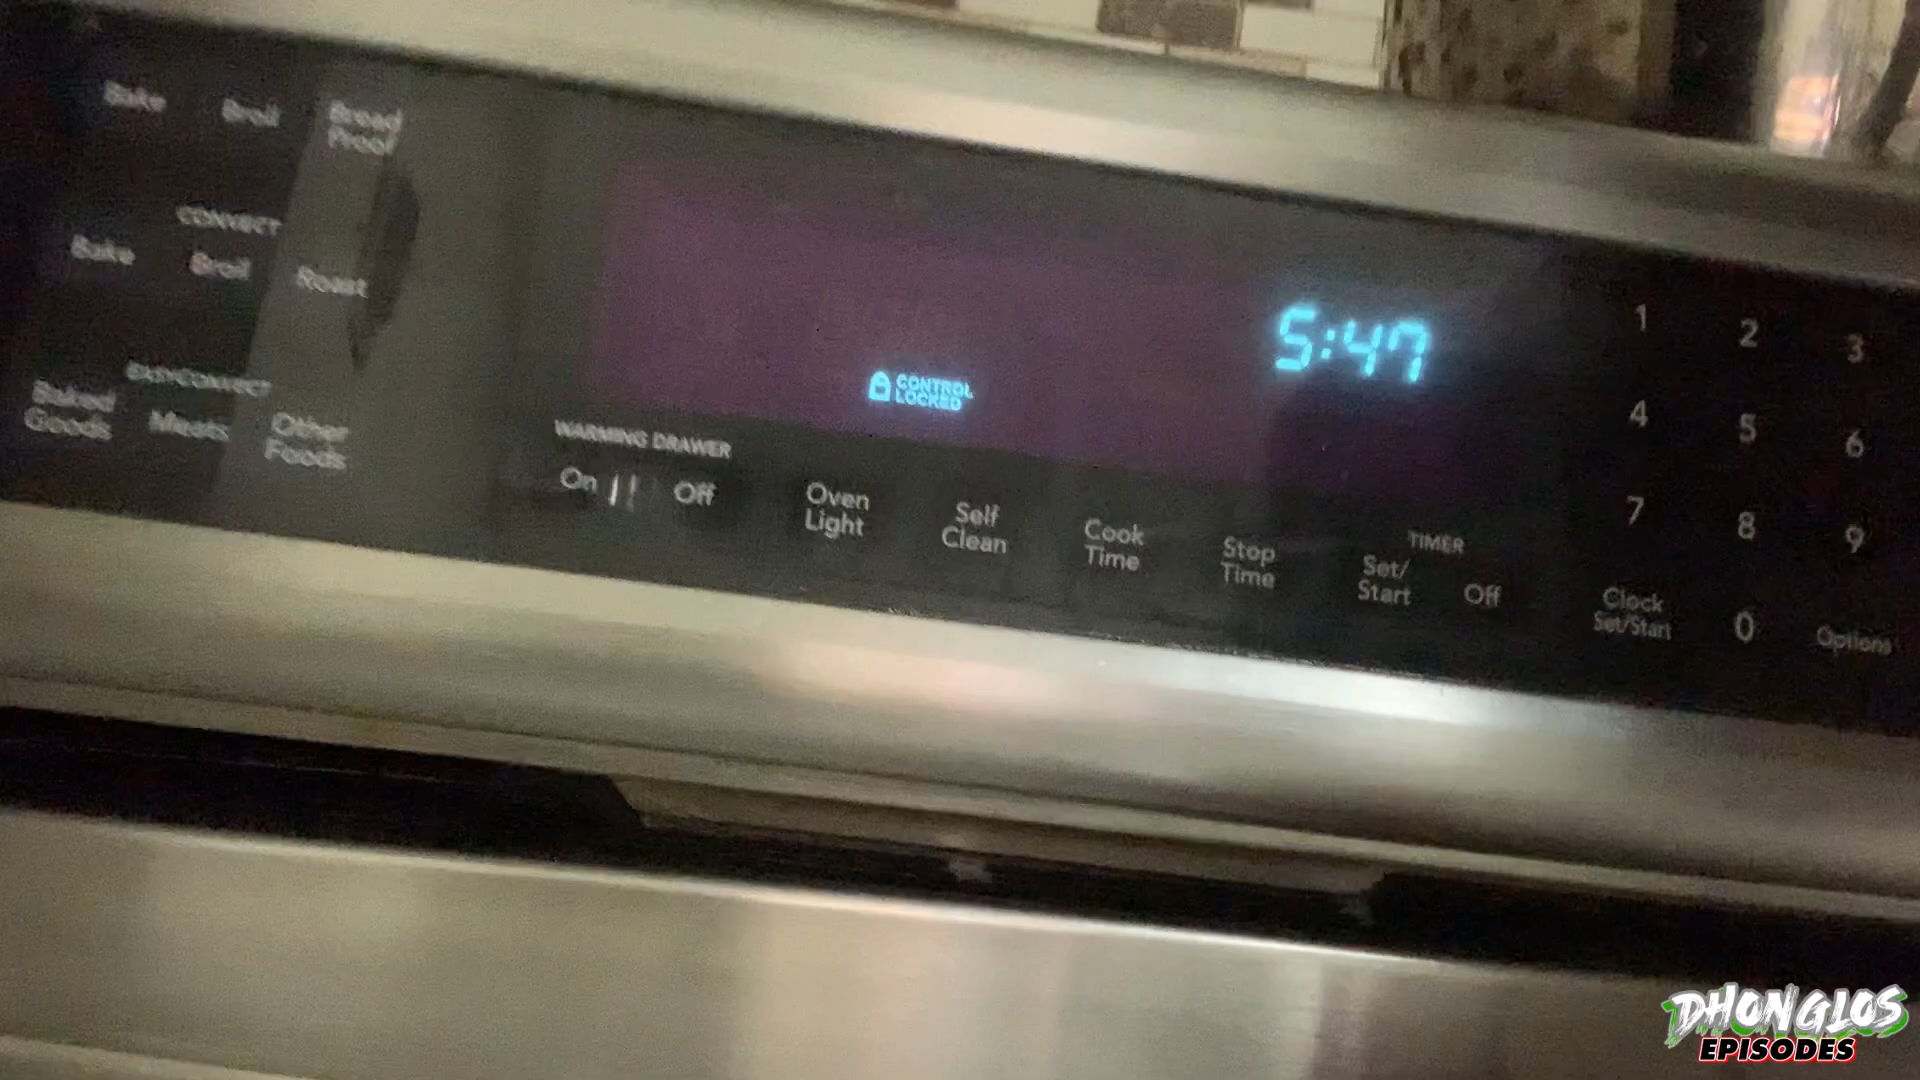 Bake
Broil
Bread
Proof
CONVECT
Bake
Broil
Roast
EASYCONVECT
Baked
Goods
Meats
Other
Foods
CONTROL
LOCKED
5:47
WARMING DRAWER
On
Off
Oven
Light
Self
Clean
Cook
Time
Stop
Time
TIMER
Set/
Start
Off
1 2 3
4 5 6
7 8 9
Clock
Set/Start
0
Options
DHONGLOS
EPISODES